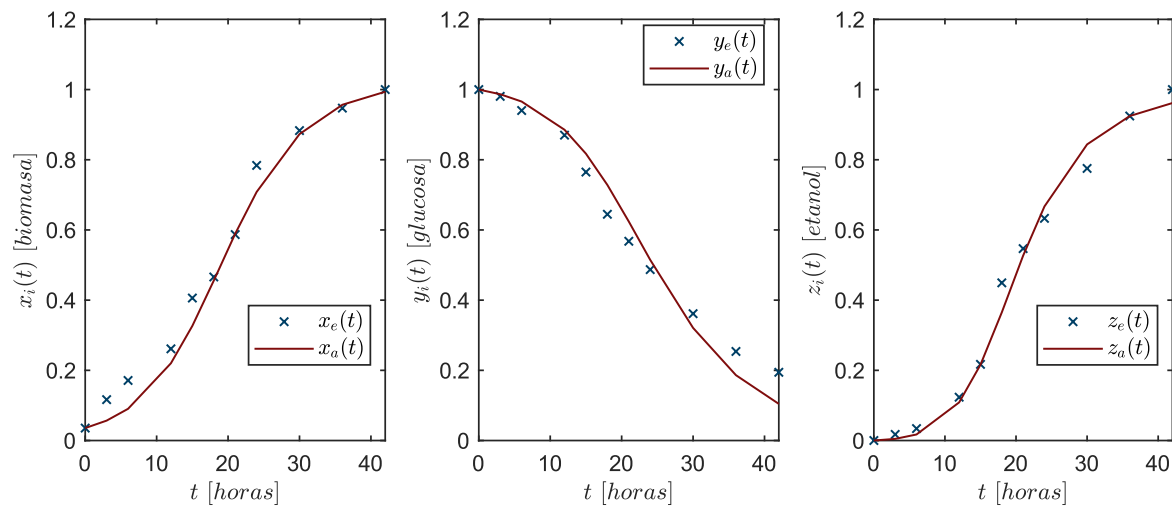 1.2
1
0.8
0.6
0.4
0.2
0
0 10 20 30 40
x_i(t) [biomasa]
t [horas]
x_e(t)
x_a(t)
1.2
1
0.8
0.6
0.4
0.2
0
0 10 20 30 40
y_i(t) [glucosa]
t [horas]
y_e(t)
y_a(t)
1.2
1
0.8
0.6
0.4
0.2
0
0 10 20 30 40
z_i(t) [etanol]
t [horas]
z_e(t)
z_a(t)